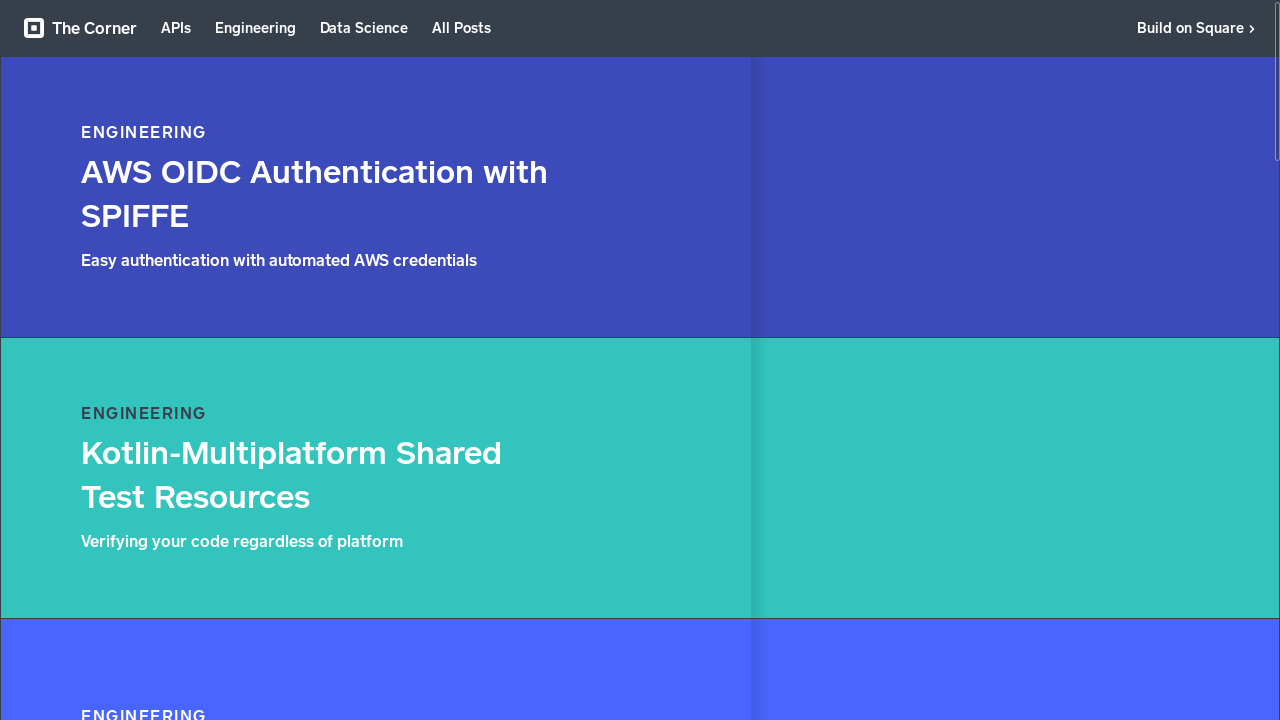 The Corner
APIs
Engineering
Data Science
All Posts
Build on Square
ENGINEERING
AWS OIDC Authentication with
SPIFFE
Easy authentication with automated AWS credentials
ENGINEERING
Kotlin-Multiplatform Shared
Test Resources
Verifying your code regardless of platform
ENGINEERING